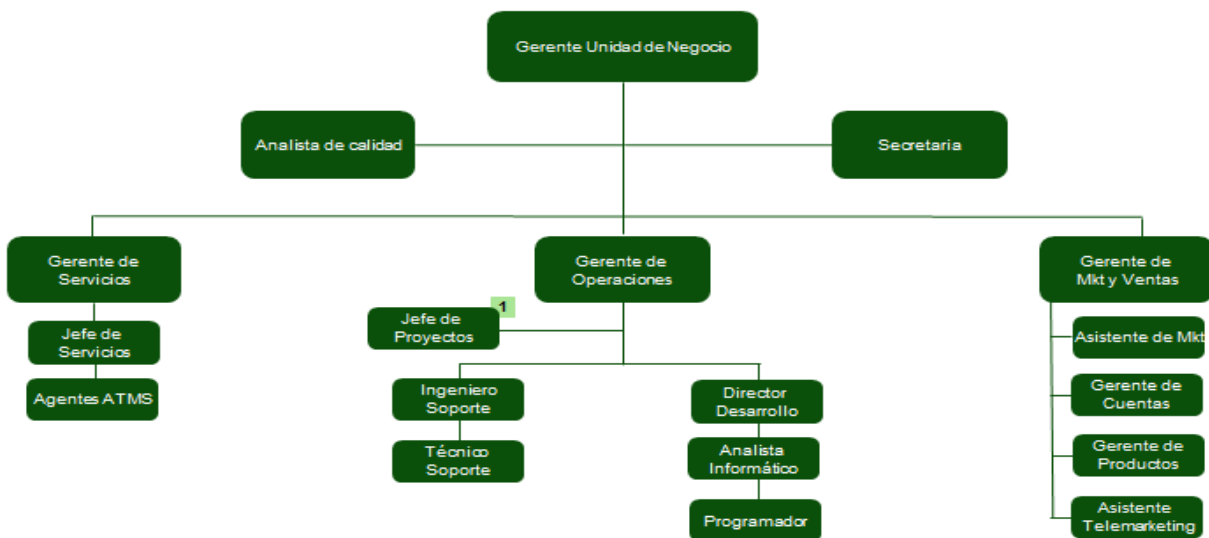 Gerente Unidad de Negocio
Analista de calidad
Secretaria
Gerente de
Servicios
Gerente de
Operaciones
Gerente de
Mkt y Ventas
1
Jefe de
Proyectos
Jefe de
Servicios
Asistente de Mkt
Agentes ATMS
Ingeniero
Soporte
Director
Desarrollo
Gerente de
Cuentas
Técnico
Soporte
Analista
Informático
Gerente de
Productos
Programador
Asistente
Telemarketing